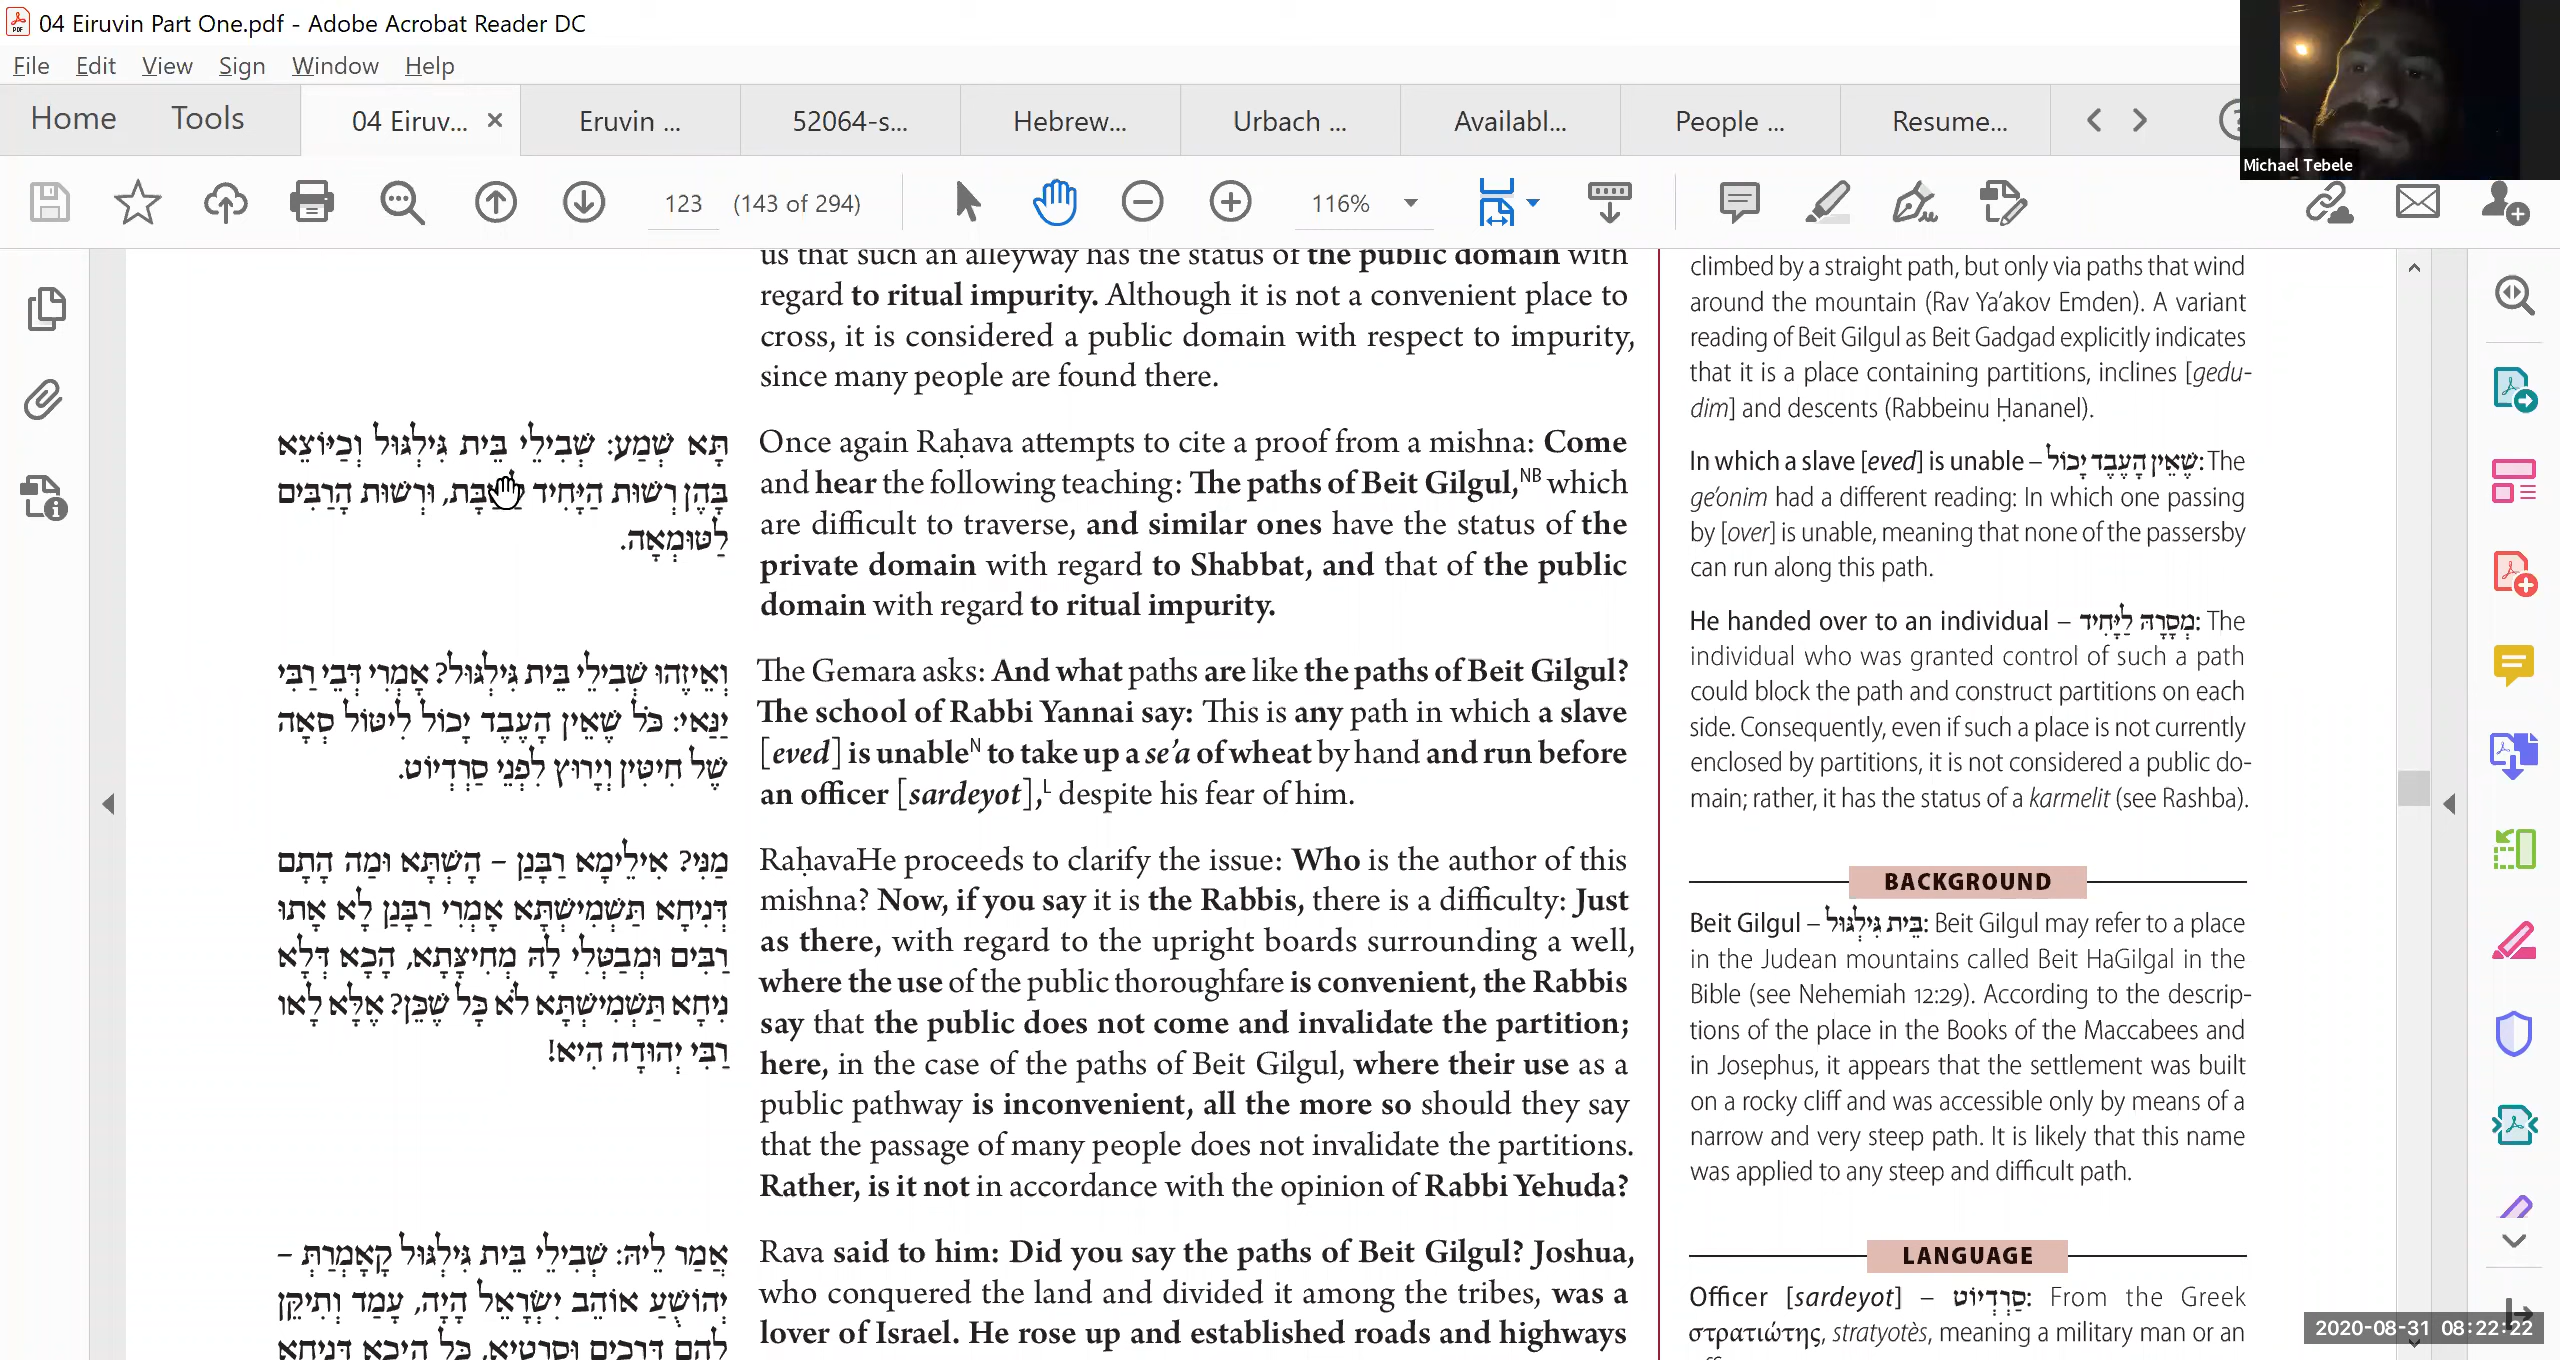 04 Eiruvin Part One.pdf - Adobe Acrobat Reader DC
File Edit View Sign Window Help
Home Tools 04 Eiruv... × Eruvin ... 52064-s... Hebrew... Urbach ... Availabl... People ... Resume...
Michael Tebele
123 (143 of 294) 116%
us that such an alleyway has the status of the public domain with
regard to ritual impurity. Although it is not a convenient place to
cross, it is considered a public domain with respect to impurity,
since many people are found there.
תָּא שְׁמַע: שְׁבִילֵי בֵּית גִּילְגּוּל וְכַיּוֹצֵא
בָּהֶן רְשׁוּת הַיָּחִיד לַשַּׁבָּת, וּרְשׁוּת הָרַבִּים
לַטּוּמְאָה.
Once again Raḥava attempts to cite a proof from a mishna: Come
and hear the following teaching: The paths of Beit Gilgul,NB which
are difficult to traverse, and similar ones have the status of the
private domain with regard to Shabbat, and that of the public
domain with regard to ritual impurity.
וְאֵיזֶהוּ שְׁבִילֵי בֵּית גִּילְגּוּל? אָמְרִי דְּבֵי רַבִּי
יַנַּאי: כֹּל שֶׁאֵין הָעֶבֶד יָכוֹל לִיטּוֹל סְאָה
שֶׁל חִיטִּין וְיָרוּץ לִפְנֵי סַרְדְּיוֹט.
The Gemara asks: And what paths are like the paths of Beit Gilgul?
The school of Rabbi Yannai say: This is any path in which a slave
[eved] is unableN to take up a se’a of wheat by hand and run before
an officer [sardeyot],L despite his fear of him.
מַנִּי? אִילֵּימָא רַבָּנַן – הָשְׁתָּא וּמַה הָתָם
דְּנִיחָא תַּשְׁמִישְׁתָּא אָמְרִי רַבָּנַן לָא אָתוּ
רַבִּים וּמְבַטְּלִי לַהּ מְחִיצָּתָא, הָכָא דְּלָא
נִיחָא תַּשְׁמִישְׁתָּא לֹא כָּל שֶׁכֵּן? אֶלָּא לָאו
רַבִּי יְהוּדָה הִיא!
RaḥavaHe proceeds to clarify the issue: Who is the author of this
mishna? Now, if you say it is the Rabbis, there is a difficulty: Just
as there, with regard to the upright boards surrounding a well,
where the use of the public thoroughfare is convenient, the Rabbis
say that the public does not come and invalidate the partition;
here, in the case of the paths of Beit Gilgul, where their use as a
public pathway is inconvenient, all the more so should they say
that the passage of many people does not invalidate the partitions.
Rather, is it not in accordance with the opinion of Rabbi Yehuda?
אֲמַר לֵיהּ: שְׁבִילֵי בֵּית גִּילְגּוּל קָאָמְרַתְּ –
יְהוֹשֻׁעַ אוֹהֵב יִשְׂרָאֵל הָיָה, עָמַד וְתִיקֵּן
לָהֶם דְּרָכִים וּסְרַטְיָא, כָּל הֵיכָא דְּנִיחָא
Rava said to him: Did you say the paths of Beit Gilgul? Joshua,
who conquered the land and divided it among the tribes, was a
lover of Israel. He rose up and established roads and highways
climbed by a straight path, but only via paths that wind
around the mountain (Rav Ya’akov Emden). A variant
reading of Beit Gilgul as Beit Gadgad explicitly indicates
that it is a place containing partitions, inclines [gedu-
dim] and descents (Rabbeinu Ḥananel).
In which a slave [eved] is unable – שֶׁאֵין הָעֶבֶד יָכוֹל: The
ge’onim had a different reading: In which one passing
by [over] is unable, meaning that none of the passersby
can run along this path.
He handed over to an individual – מְסָרָהּ לַיָּחִיד: The
individual who was granted control of such a path
could block the path and construct partitions on each
side. Consequently, even if such a place is not currently
enclosed by partitions, it is not considered a public do-
main; rather, it has the status of a karmelit (see Rashba).
BACKGROUND
Beit Gilgul – בֵּית גִּילְגּוּל: Beit Gilgul may refer to a place
in the Judean mountains called Beit HaGilgal in the
Bible (see Nehemiah 12:29). According to the descrip-
tions of the place in the Books of the Maccabees and
in Josephus, it appears that the settlement was built
on a rocky cliff and was accessible only by means of a
narrow and very steep path. It is likely that this name
was applied to any steep and difficult path.
LANGUAGE
Officer [sardeyot] – סַרְדְּיוֹט: From the Greek
στρατιώτης, stratyotès, meaning a military man or an
2020-08-31 08:22:22